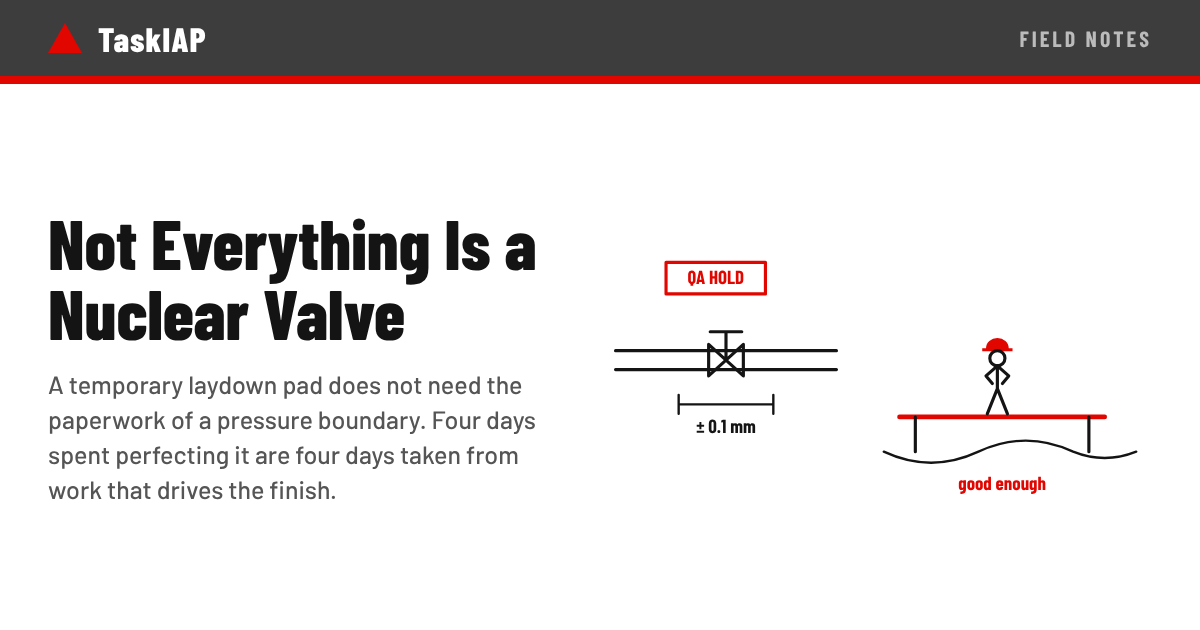 TaskIAP
FIELD NOTES
Not Everything Is a
Nuclear Valve
A temporary laydown pad does not need the
paperwork of a pressure boundary. Four days
spent perfecting it are four days taken from
work that drives the finish.
QA HOLD
± 0.1 mm
good enough